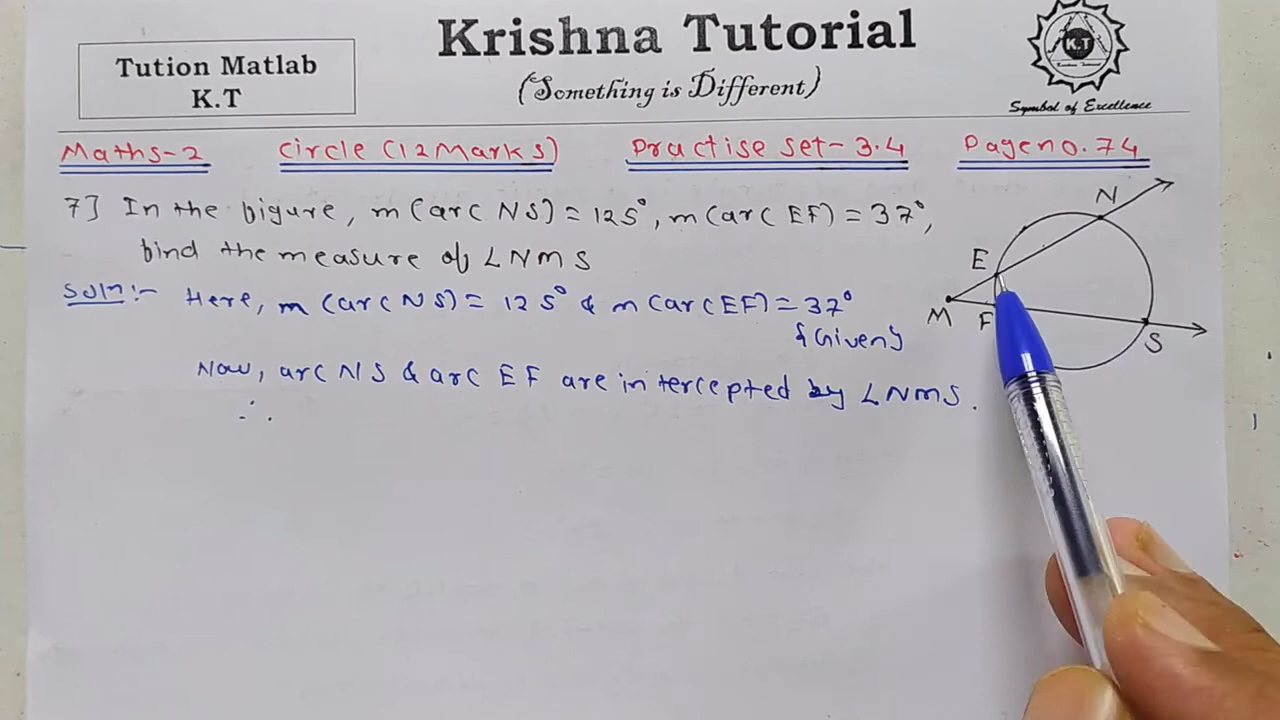 Tution Matlab
K.T
Krishna Tutorial
(Something is Different)
K.T
Symbol of Excellence
Maths-2 Circle (12 Marks) Practise set-3.4 Page no. 74
7] In the figure, m(arc NS) = 125°, m(arc EF) = 37°,
find the measure of ∠NMS
Soln:- Here, m(arc NS) = 125° & m(arc EF) = 37°
{Given}
Now, arc NS & arc EF are intercepted by ∠NMS.
∴
N
E
M
F
S